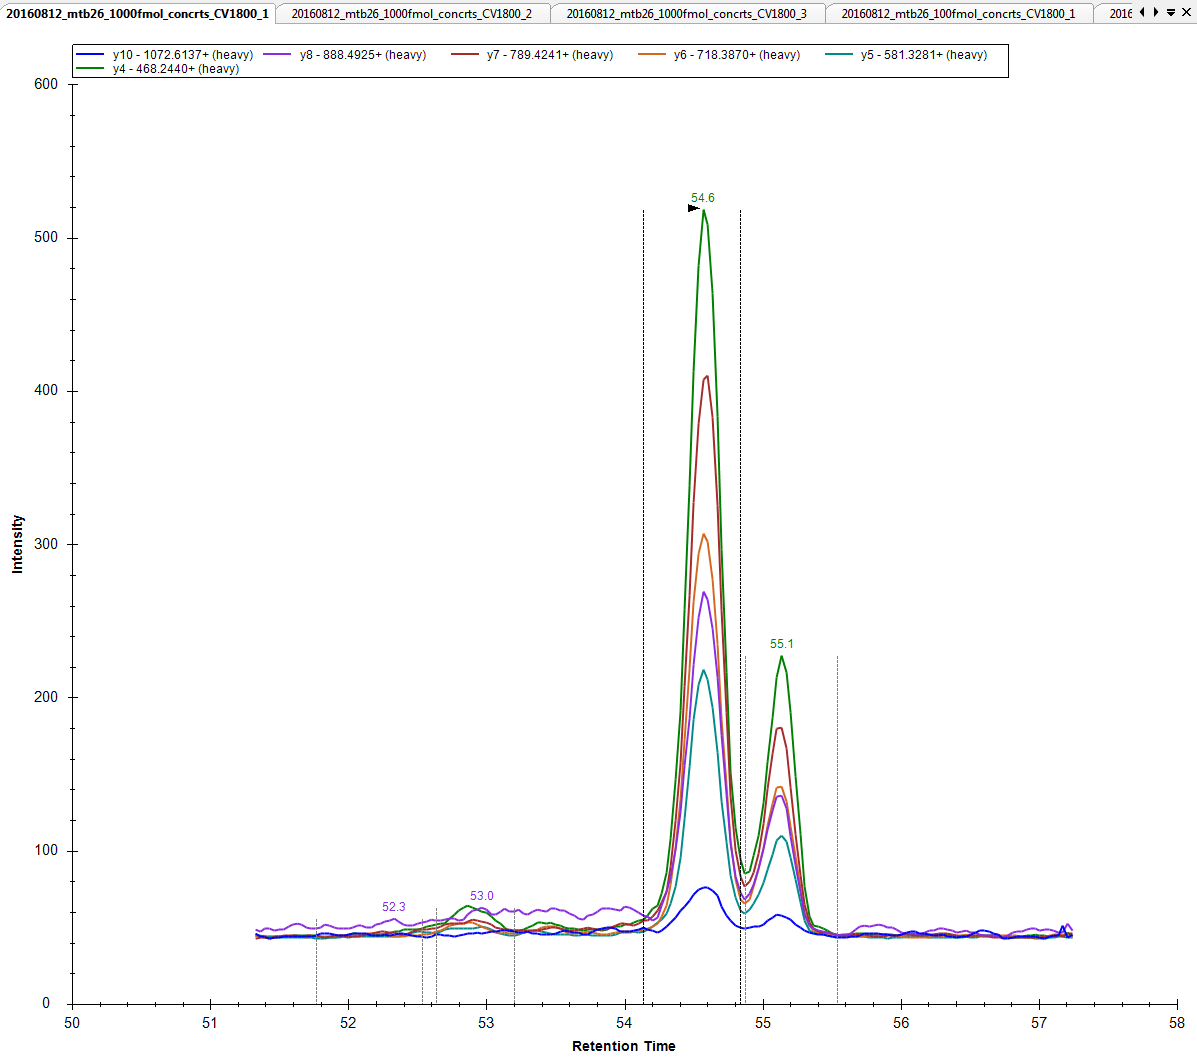 20160812_mtb26_1000fmol_concrts_CV1800_1 20160812_mtb26_1000fmol_concrts_CV1800_2 20160812_mtb26_1000fmol_concrts_CV1800_3 20160812_mtb26_100fmol_concrts_CV1800_1 2016
y10 - 1072.6137+ (heavy) y8 - 888.4925+ (heavy) y7 - 789.4241+ (heavy) y6 - 718.3870+ (heavy) y5 - 581.3281+ (heavy)
y4 - 468.2440+ (heavy)
600
500
400
300
200
100
0
Intensity
54.6
55.1
52.3
53.0
50 51 52 53 54 55 56 57 58
Retention Time